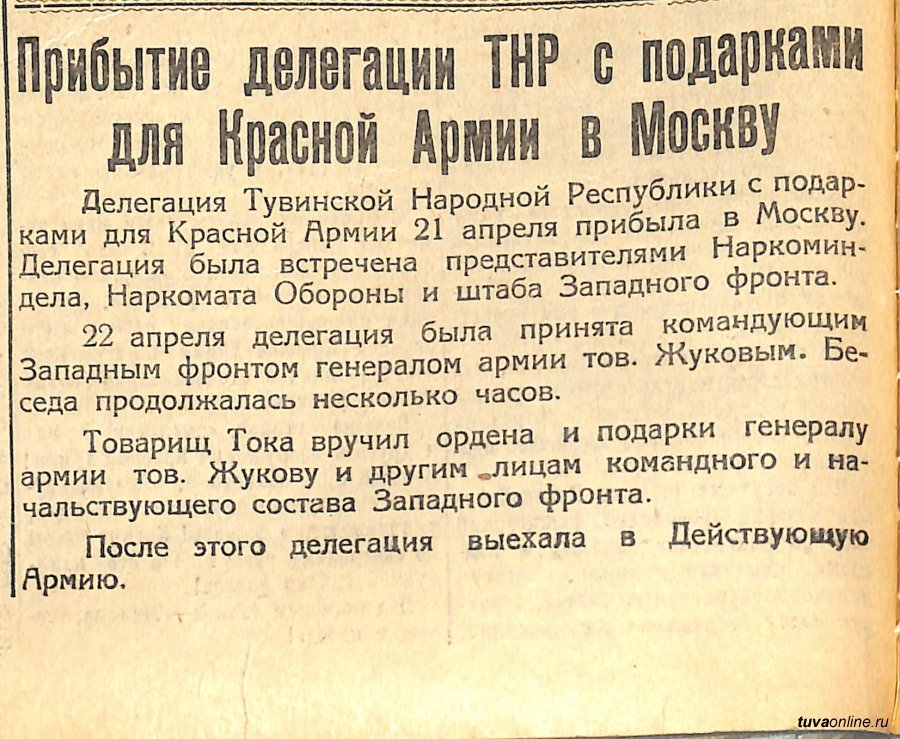 Прибытие делегации ТНР с подарками
для Красной Армии в Москву
Делегация Тувинской Народной Республики с подар-
ками для Красной Армии 21 апреля прибыла в Москву.
Делегация была встречена представителями Наркомин-
дела, Наркомата Обороны и штаба Западного фронта.
22 апреля делегация была принята командующим
Западным фронтом генералом армии тов. Жуковым. Бе-
седа продолжалась несколько часов.
Товарищ Тока вручил ордена и подарки генералу
армии тов. Жукову и другим лицам командного и на-
чальствующего состава Западного фронта.
После этого делегация выехала в Действующую
Армию.
tuvaonline.ru